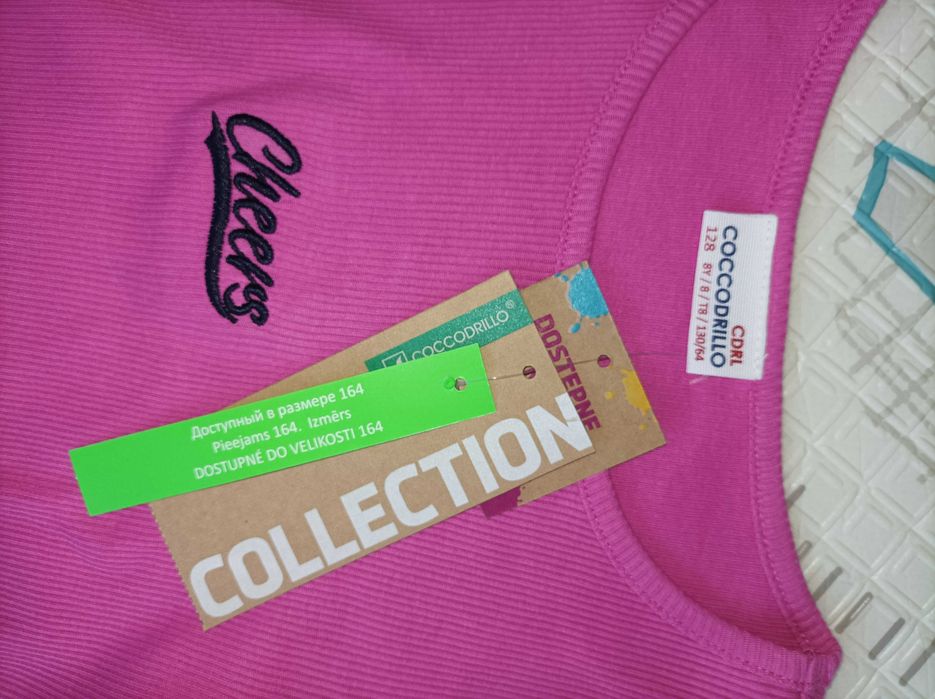 Cheers
COCCODRILLO®
Доступный в размере 164
Pieejams 164. Izmērs
DOSTUPNÉ DO VELIKOSTI 164
COLLECTION
DOSTĘPNE
CDRL
COCCODRILLO
128 8Y / 8 / T8 / 130/64